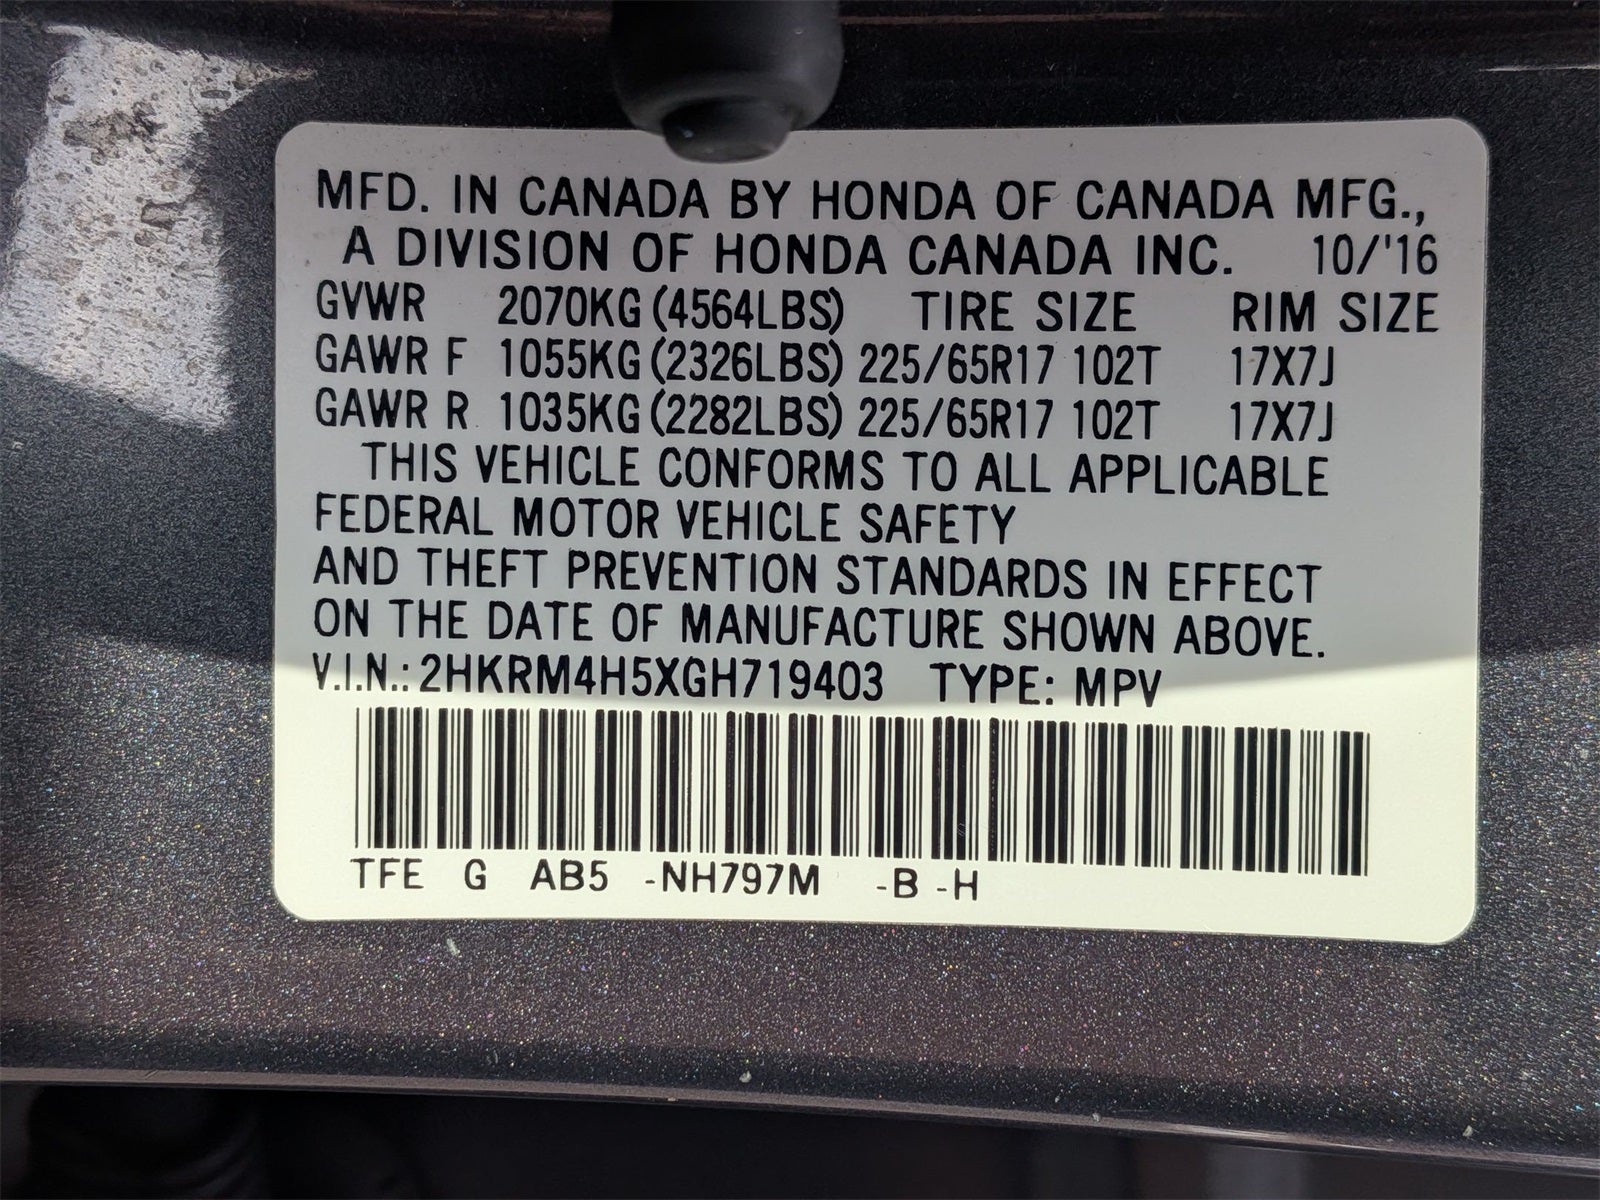 MFD. IN CANADA BY HONDA OF CANADA MFG.,
A DIVISION OF HONDA CANADA INC. 10/'16
GVWR 2070KG (4564LBS) TIRE SIZE RIM SIZE
GAWR F 1055KG (2326LBS) 225/65R17 102T 17X7J
GAWR R 1035KG (2282LBS) 225/65R17 102T 17X7J
THIS VEHICLE CONFORMS TO ALL APPLICABLE
FEDERAL MOTOR VEHICLE SAFETY
AND THEFT PREVENTION STANDARDS IN EFFECT
ON THE DATE OF MANUFACTURE SHOWN ABOVE.
V.I.N.: 2HKRM4H5XGH719403 TYPE: MPV
TFE G AB5 -NH797M -B -H